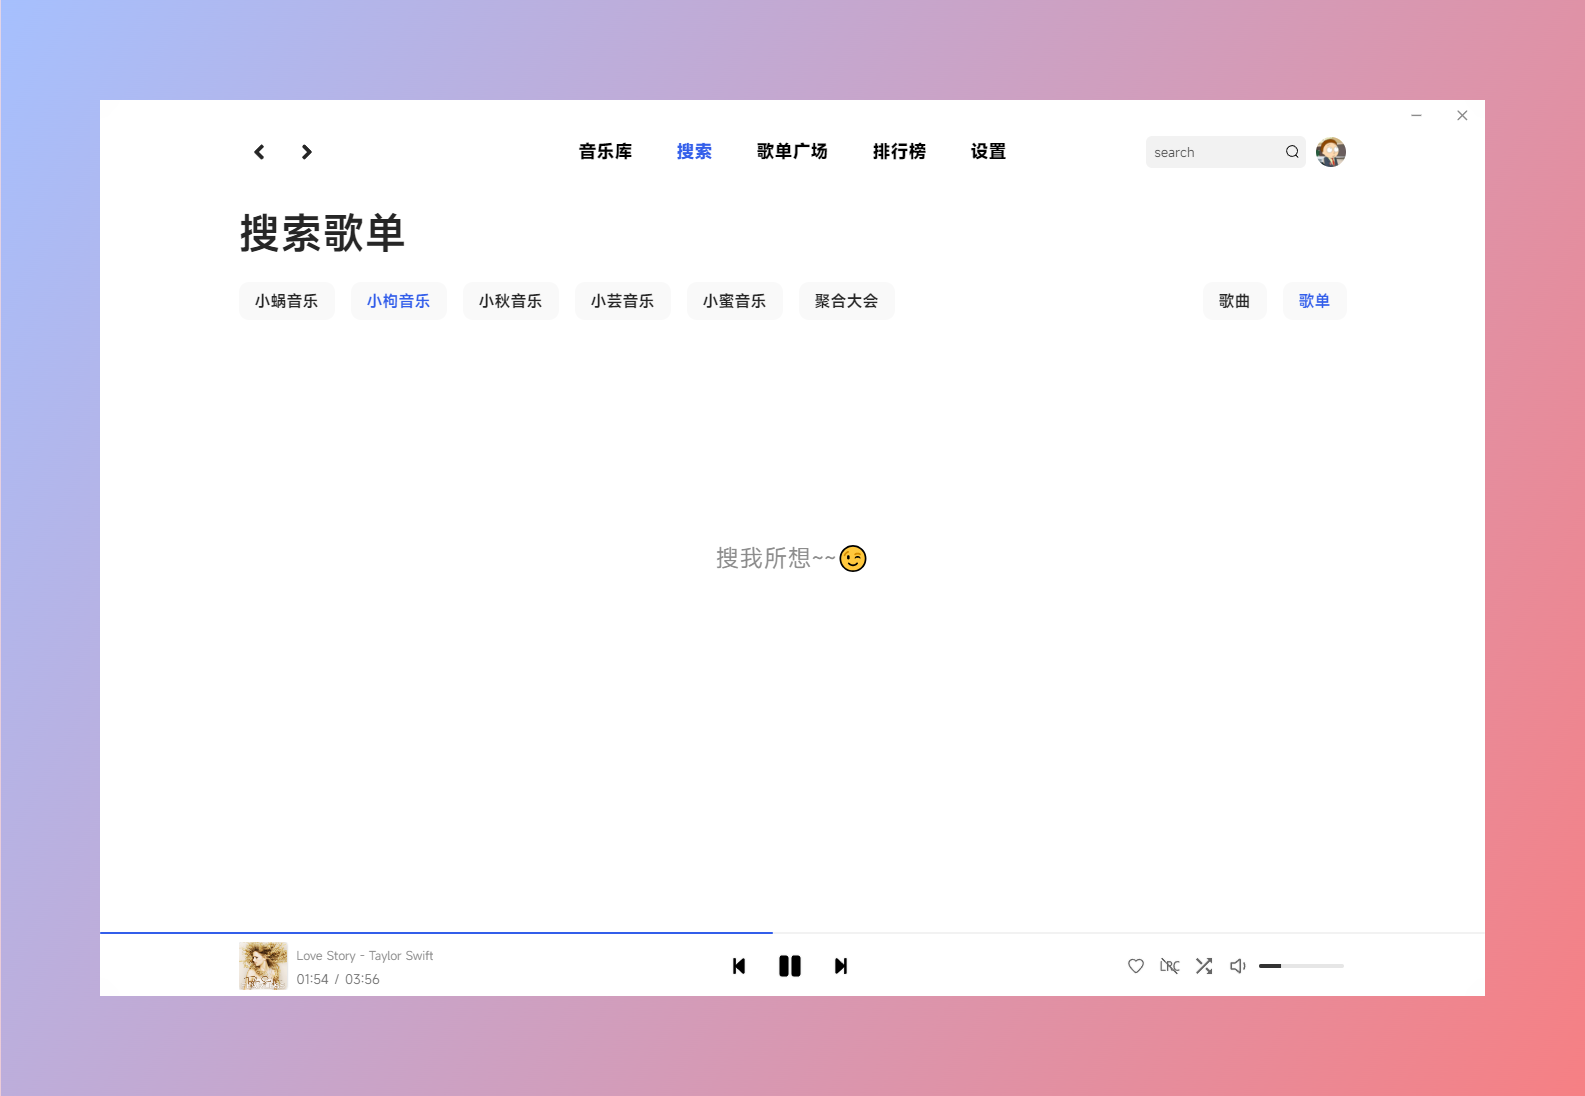 音乐库 搜索 歌单广场 排行榜 设置 search
搜索歌单
小蜗音乐 小枸音乐 小秋音乐 小芸音乐 小蜜音乐 聚合大会 歌曲 歌单
搜我所想~~😉
Love Story - Taylor Swift
01:54 / 03:56
LRC